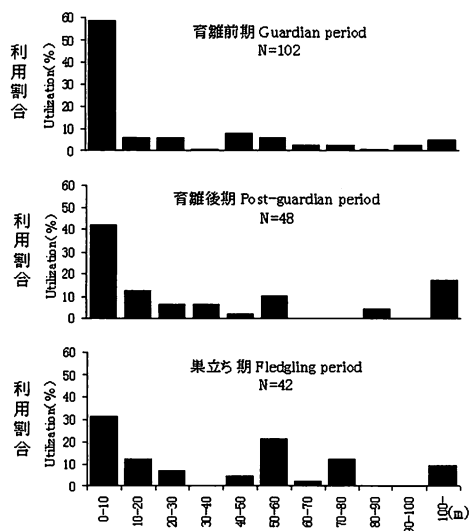 育雛前期 Guardian period
N=102
利用割合
Utilization(%)
60
50
40
30
20
10
0
育雛後期 Post-guardian period
N=48
利用割合
Utilization(%)
60
40
30
20
10
0
巣立ち期 Fledgling period
N=42
利用割合
Utilization(%)
60
30
20
10
0
0-10
10-20
20-30
30-40
40-50
50-60
60-70
70-80
80-90
90-100
100-
(m)